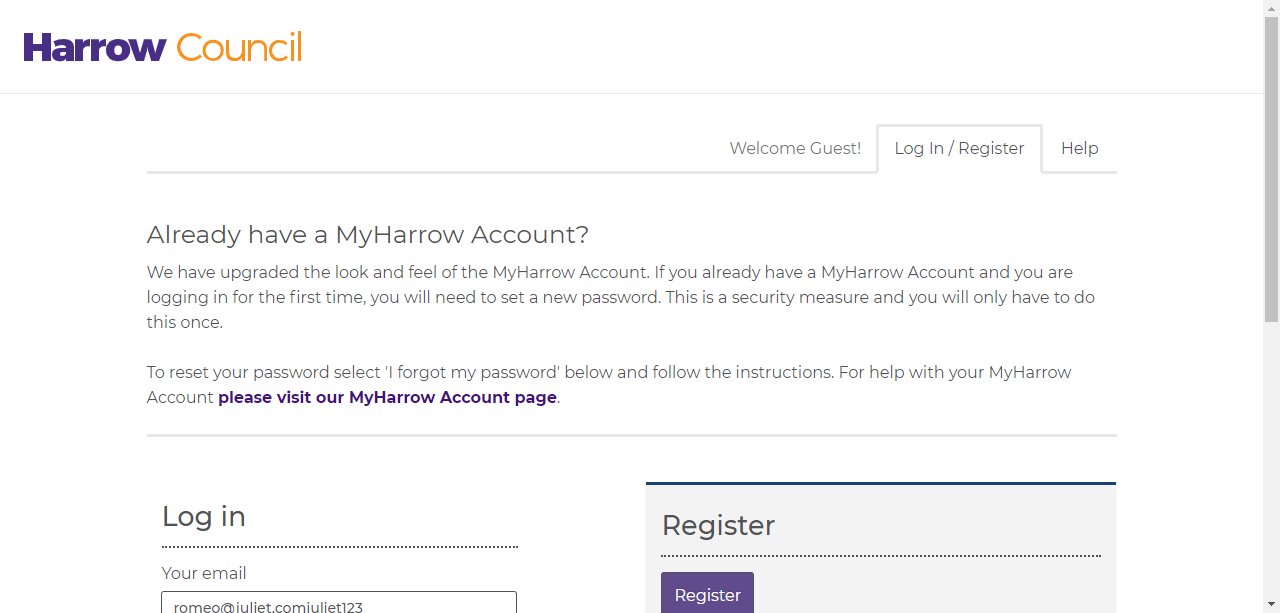 Harrow Council
Welcome Guest!
Log In / Register
Help
Already have a MyHarrow Account?
We have upgraded the look and feel of the MyHarrow Account. If you already have a MyHarrow Account and you are
logging in for the first time, you will need to set a new password. This is a security measure and you will only have to do
this once.
To reset your password select 'I forgot my password' below and follow the instructions. For help with your MyHarrow
Account please visit our MyHarrow Account page.
Log in
Your email
romeo@juliet.comjuliet123
Register
Register